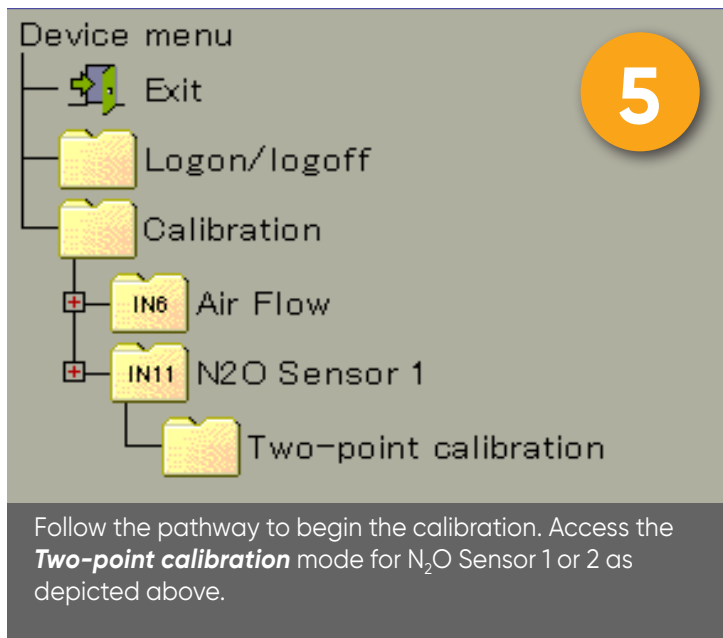 Device menu
5
Exit
Logon/logoff
Calibration
IN6 Air Flow
IN11 N2O Sensor 1
Two-point calibration
Follow the pathway to begin the calibration. Access the
Two-point calibration mode for N₂O Sensor 1 or 2 as
depicted above.